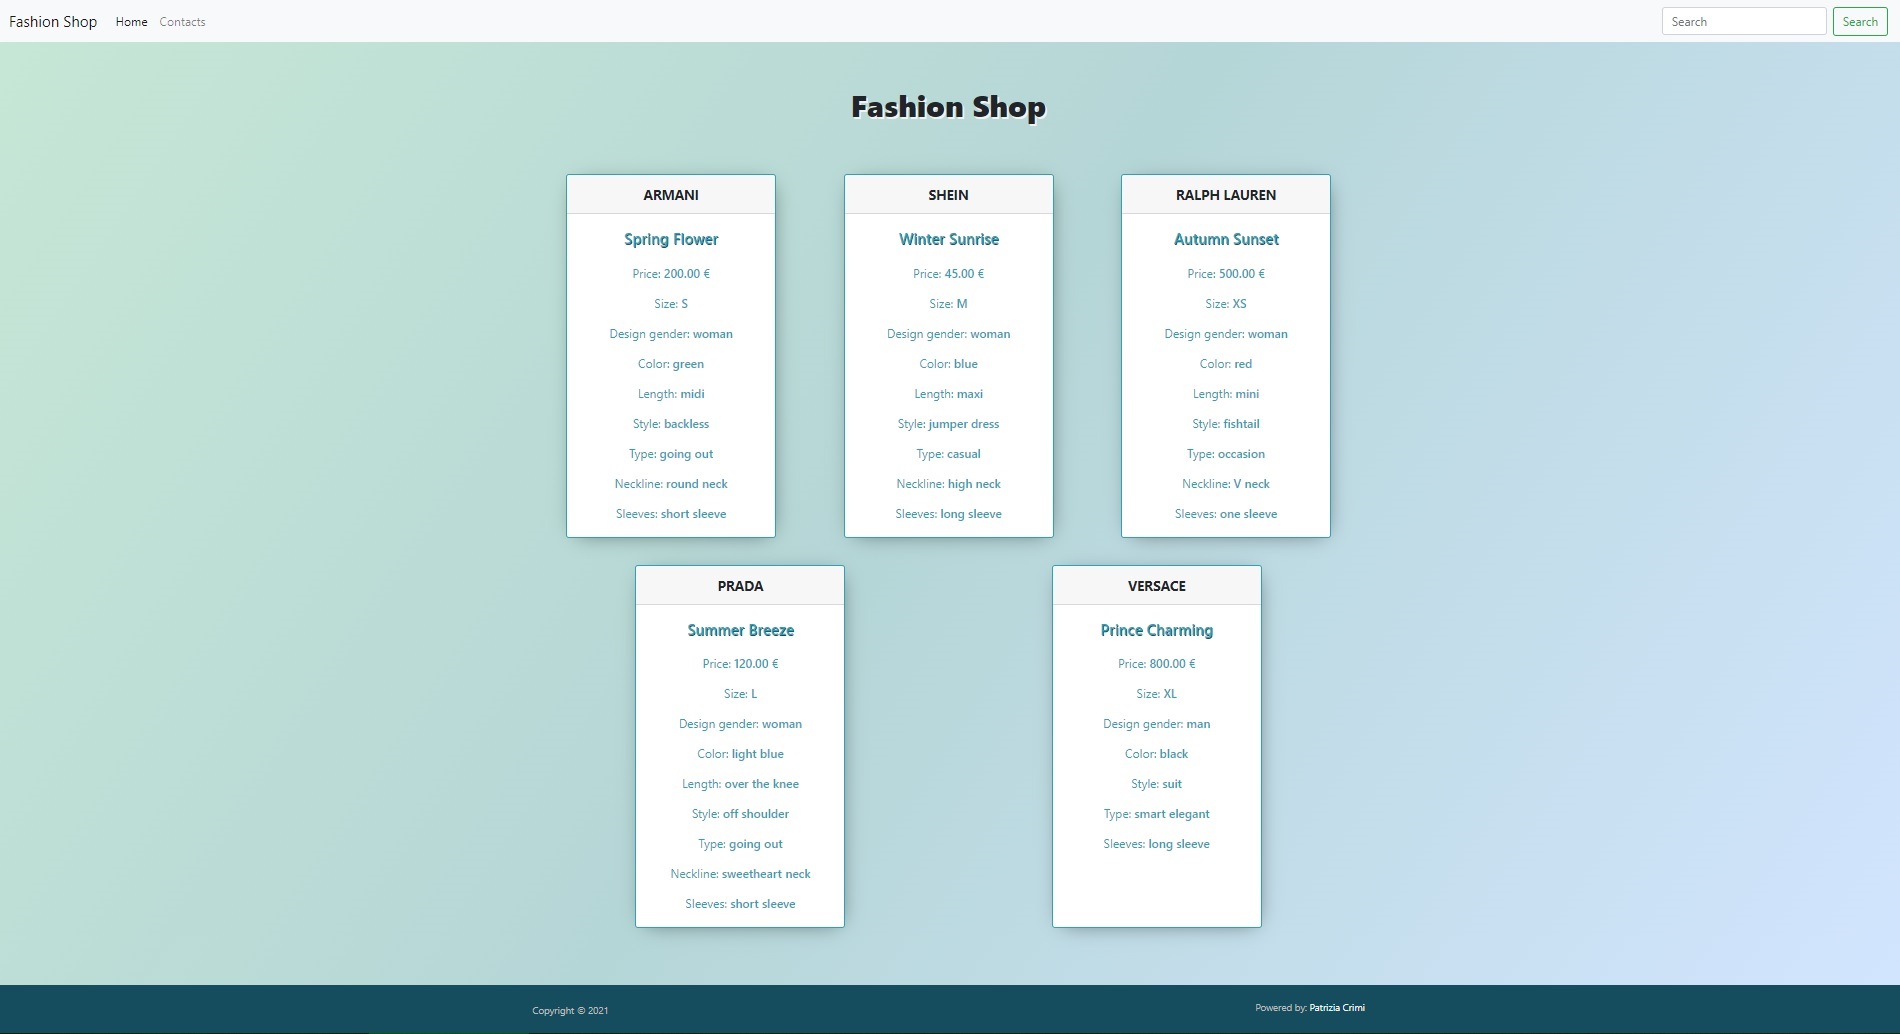 Fashion Shop
Home
Contacts
Search
Search
Fashion Shop
ARMANI
Spring Flower
Price: 200.00 €
Size: S
Design gender: woman
Color: green
Length: midi
Style: backless
Type: going out
Neckline: round neck
Sleeves: short sleeve
SHEIN
Winter Sunrise
Price: 45.00 €
Size: M
Design gender: woman
Color: blue
Length: maxi
Style: jumper dress
Type: casual
Neckline: high neck
Sleeves: long sleeve
RALPH LAUREN
Autumn Sunset
Price: 500.00 €
Size: XS
Design gender: woman
Color: red
Length: mini
Style: fishtail
Type: occasion
Neckline: V neck
Sleeves: one sleeve
PRADA
Summer Breeze
Price: 120.00 €
Size: L
Design gender: woman
Color: light blue
Length: over the knee
Style: off shoulder
Type: going out
Neckline: sweetheart neck
Sleeves: short sleeve
VERSACE
Prince Charming
Price: 800.00 €
Size: XL
Design gender: man
Color: black
Style: suit
Type: smart elegant
Sleeves: long sleeve
Copyright © 2021
Powered by: Patrizia Crimi